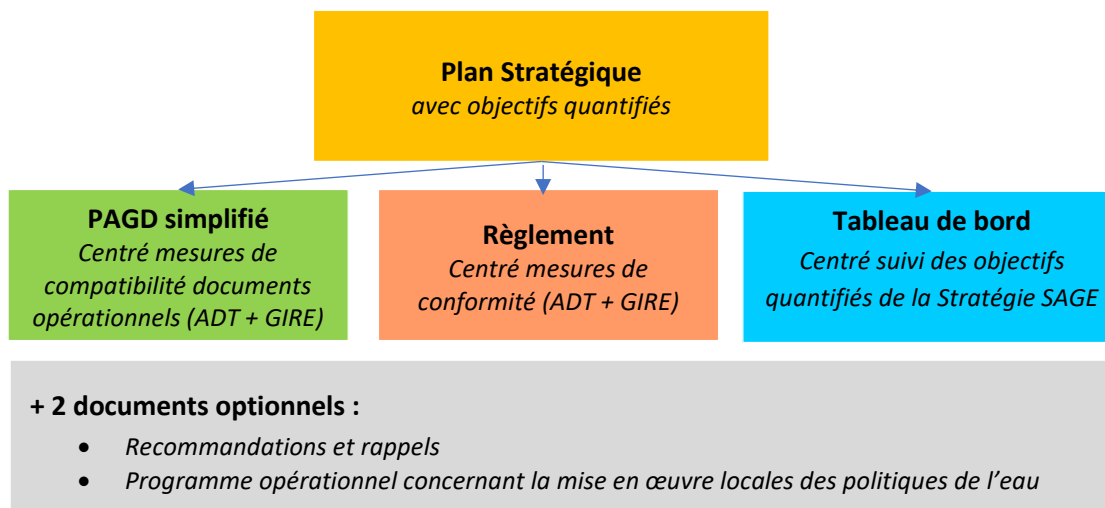 Plan Stratégique
avec objectifs quantifiés
PAGD simplifié
Centré mesures de
compatibilité documents
opérationnels (ADT + GIRE)
Règlement
Centré mesures de
conformité (ADT + GIRE)
Tableau de bord
Centré suivi des objectifs
quantifiés de la Stratégie SAGE
+ 2 documents optionnels :
• Recommandations et rappels
• Programme opérationnel concernant la mise en œuvre locales des politiques de l’eau